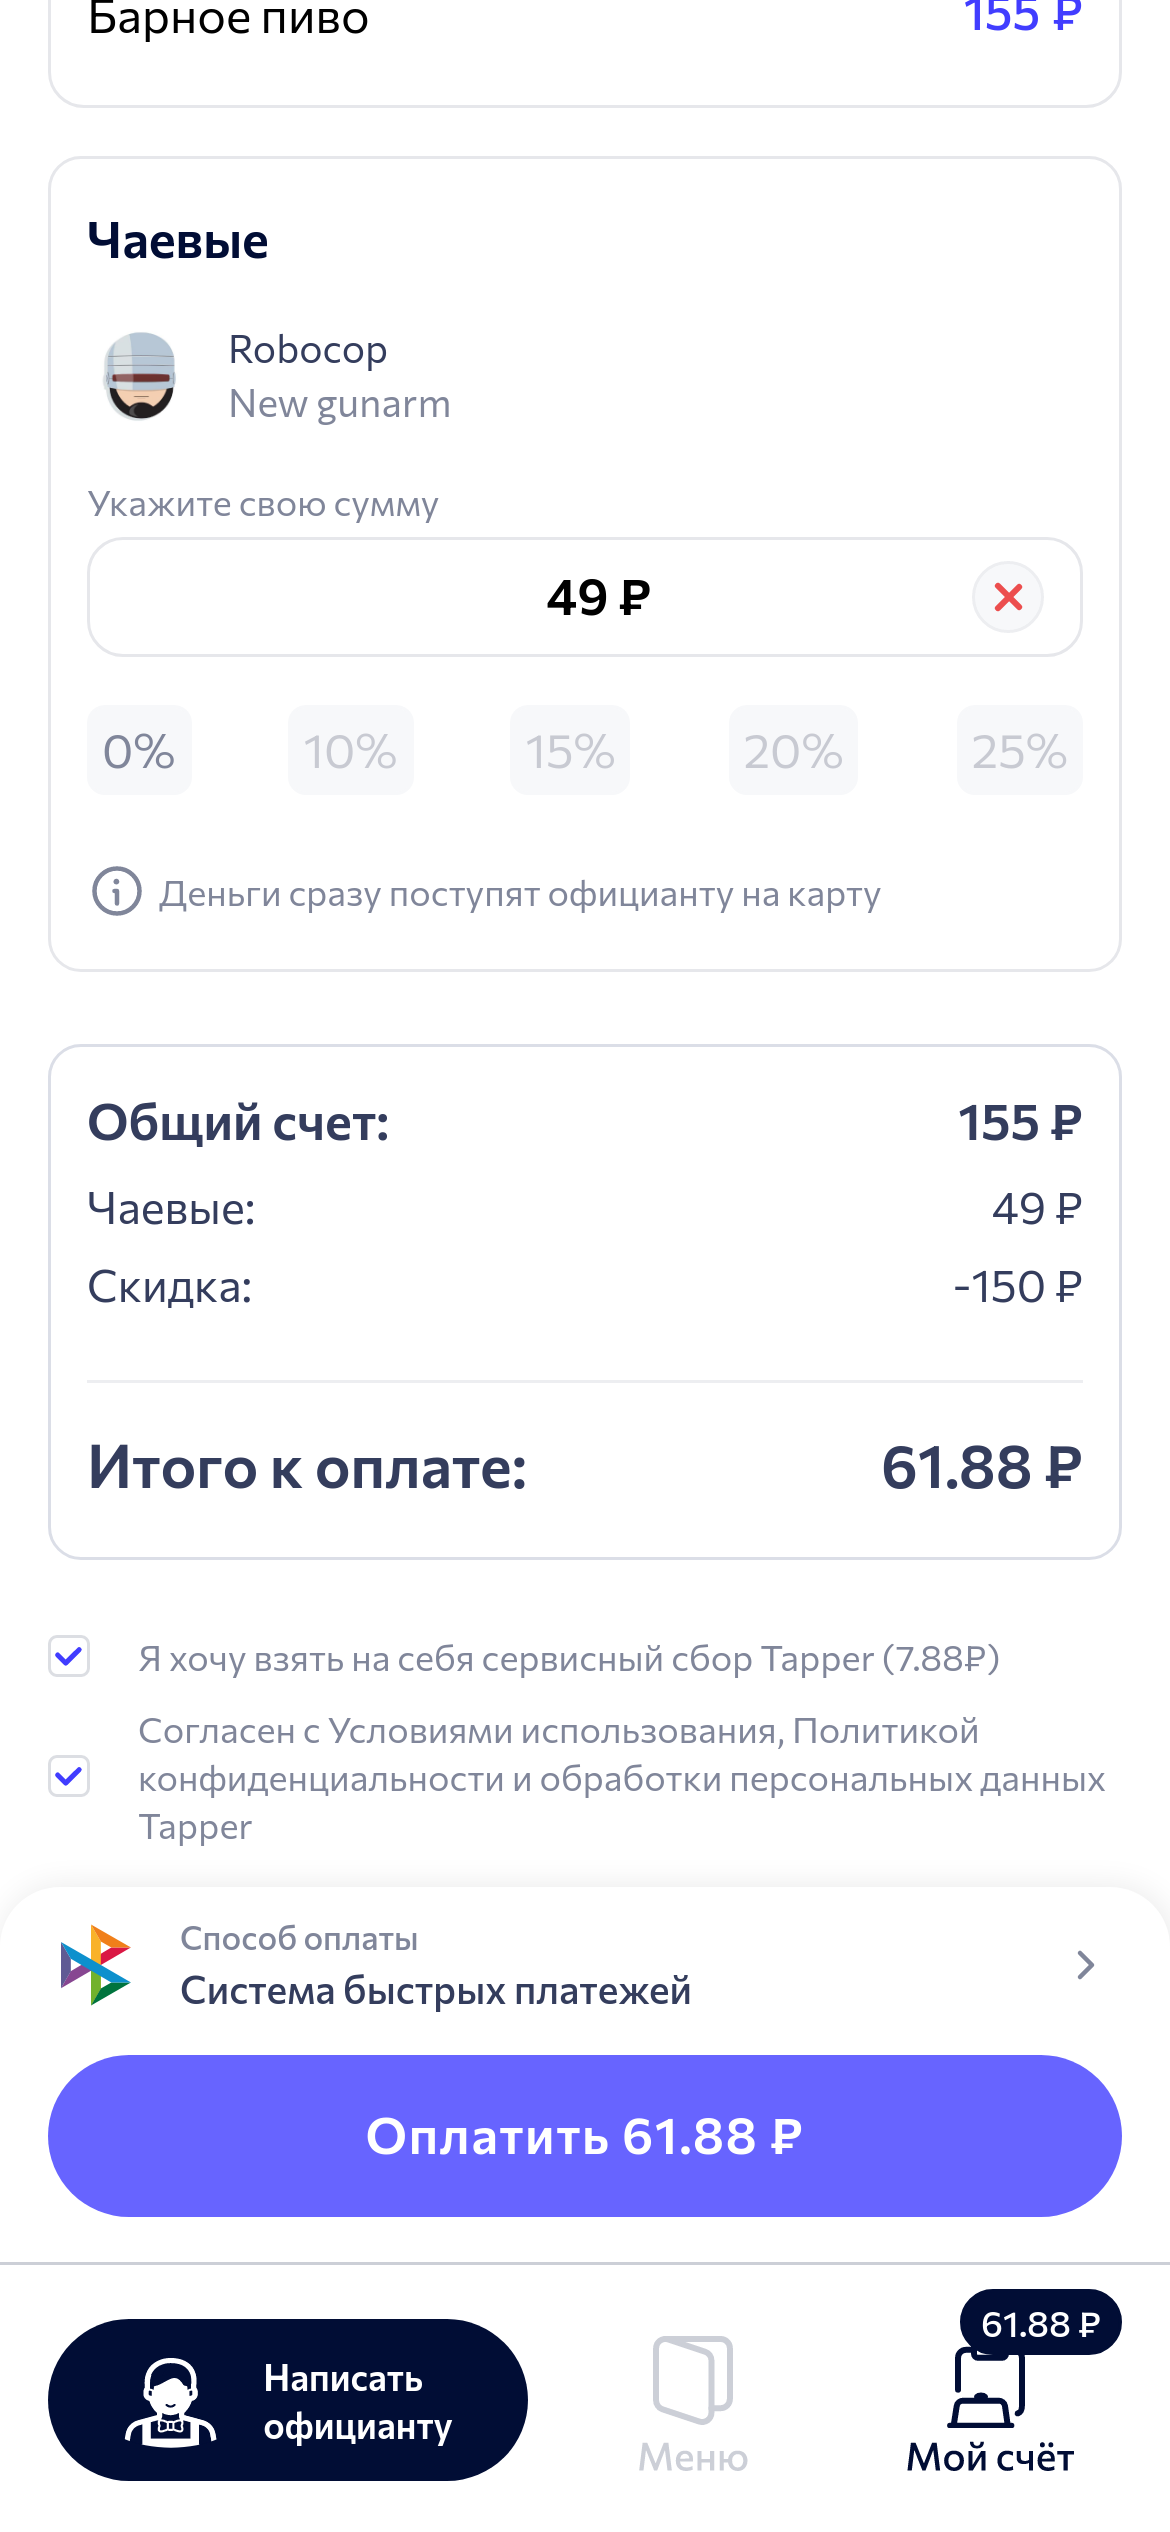 Барное пиво 155 ₽
Чаевые
Robocop
New gunarm
Укажите свою сумму
49 ₽
0% 10% 15% 20% 25%
Деньги сразу поступят официанту на карту
Общий счет: 155 ₽
Чаевые: 49 ₽
Скидка: -150 ₽
Итого к оплате: 61.88 ₽
Я хочу взять на себя сервисный сбор Tapper (7.88₽)
Согласен с Условиями использования, Политикой
конфиденциальности и обработки персональных данных
Tapper
Способ оплаты
Система быстрых платежей
Оплатить 61.88 ₽
61.88 ₽
Написать
официанту
Меню
Мой счёт